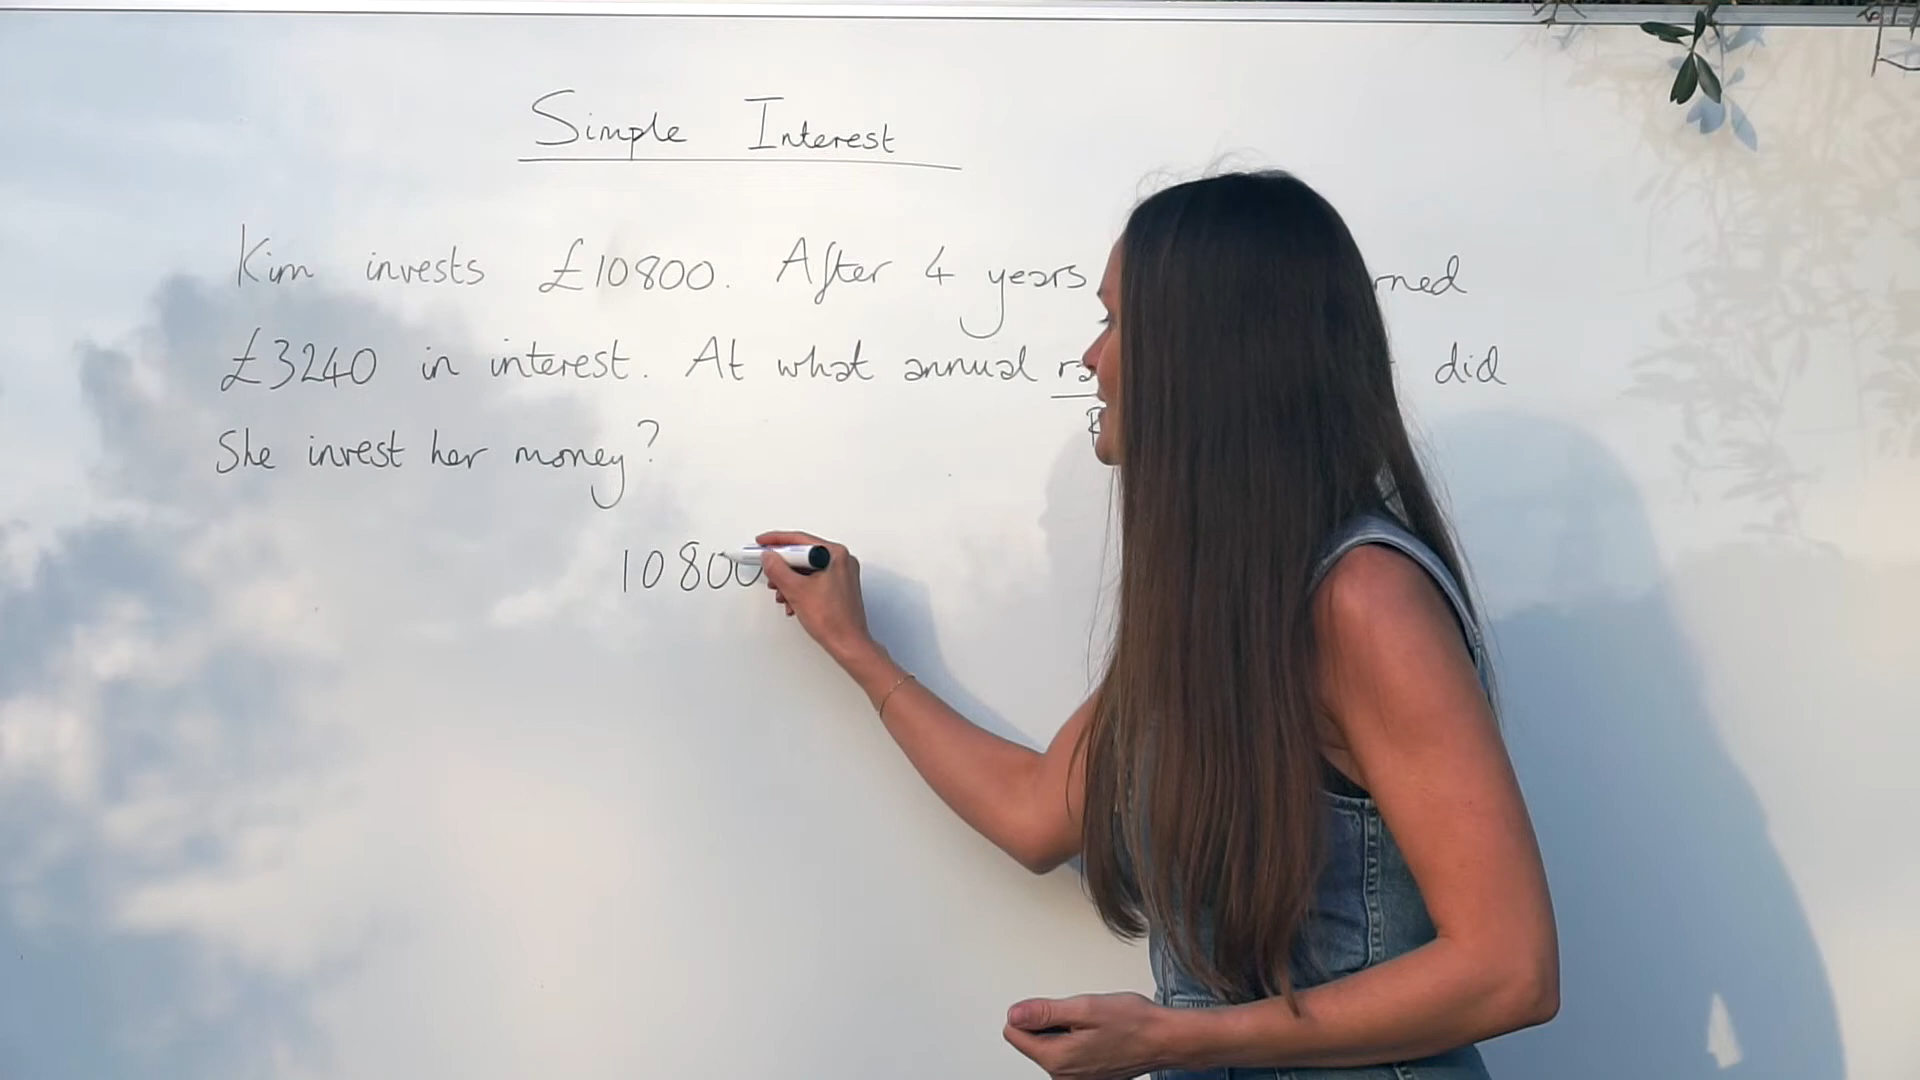 Simple Interest
Kim invests £10800. After 4 years
£3240 in interest. At what annual did
She invest her money?
10800